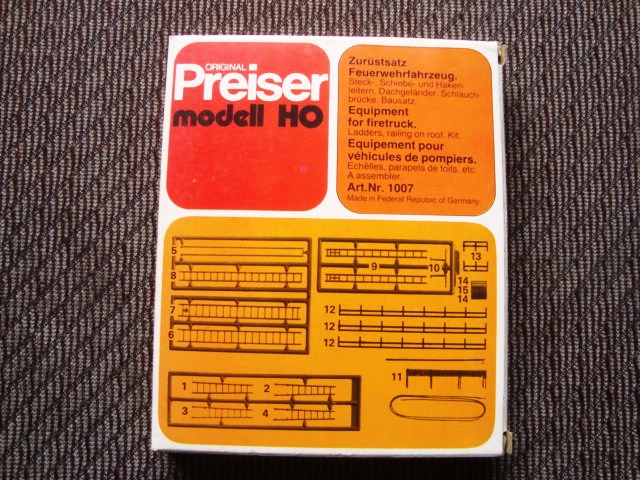 ORIGINAL
Preiser
modell HO
Zurüstsatz
Feuerwehrfahrzeug.
Steck-, Schiebe- und Haken-
leitern. Dachgeländer. Schlauch-
brücke. Bausatz.
Equipment
for firetruck.
Ladders, railing on roof. Kit.
Equipement pour
véhicules de pompiers.
Echèlles, parapets de toits, etc.
A assembler.
Art.Nr. 1007
Made in Federal Republic of Germany
5
8
7
6
9
10
13
14
15
14
12
12
12
1
2
3
4
11